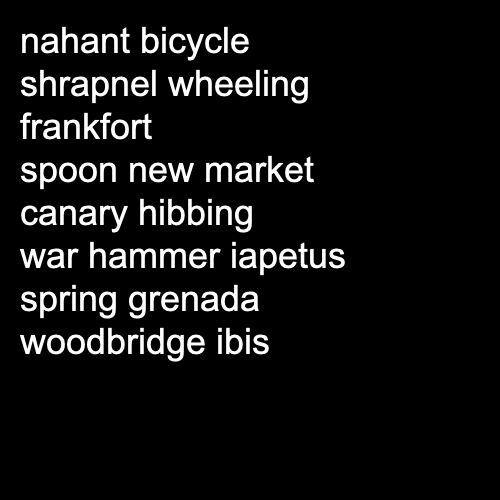 nahant bicycle
shrapnel wheeling
frankfort
spoon new market
canary hibbing
war hammer iapetus
spring grenada
woodbridge ibis